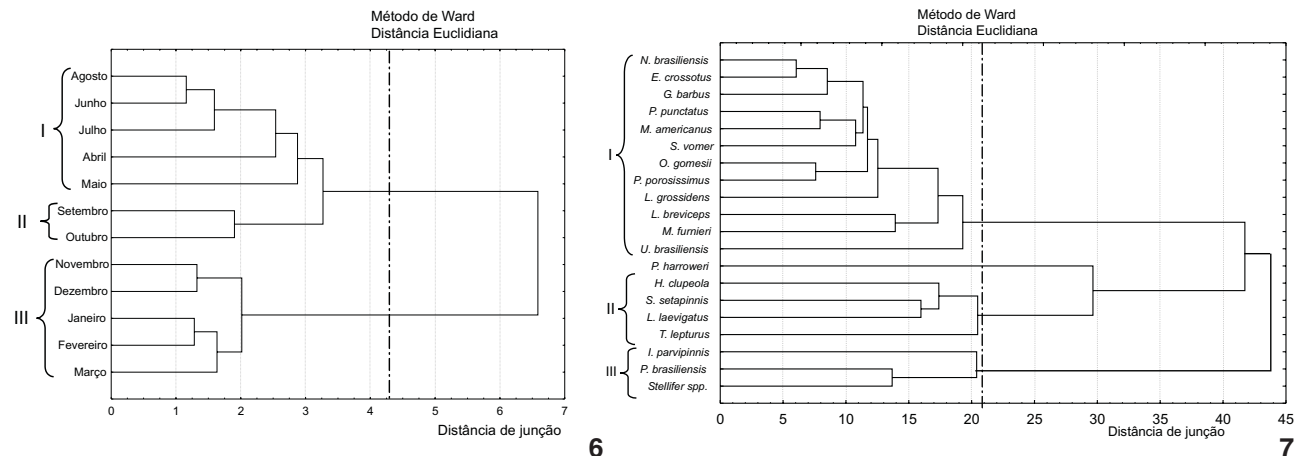 Método de Ward
Distância Euclidiana
I
Agosto
Junho
Julho
Abril
Maio
II
Setembro
Outubro
III
Novembro
Dezembro
Janeiro
Fevereiro
Março
0 1 2 3 4 5 6 7
Distância de junção
6
Método de Ward
Distância Euclidiana
I
N. brasiliensis
E. crossotus
G. barbus
P. punctatus
M. americanus
S. vomer
O. gomesii
P. porosissimus
L. grossidens
L. breviceps
M. furnieri
U. brasiliensis
P. harroweri
II
H. clupeola
S. setapinnis
L. laevigatus
T. lepturus
III
I. parvipinnis
P. brasiliensis
Stellifer spp.
0 5 10 15 20 25 30 35 40 45
Distância de junção
7